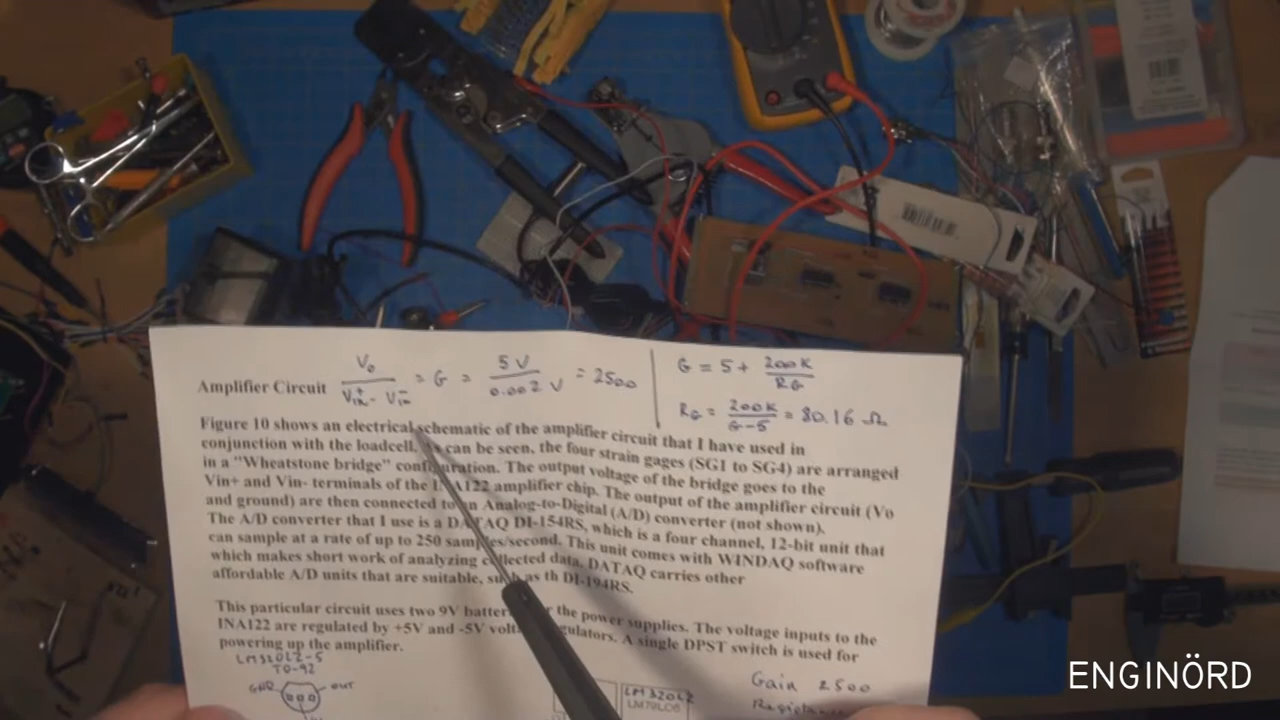 Amplifier Circuit
Vo / Vin+ - Vin- = G = 5V / 0.002V = 2500
G = 5 + 200K / RG
RG = 200K / G-5 = 80.16 Ω
Figure 10 shows an electrical schematic of the amplifier circuit that I have used in
conjunction with the loadcell. As can be seen, the four strain gages (SG1 to SG4) are arranged
in a "Wheatstone bridge" configuration. The output voltage of the bridge goes to the
Vin+ and Vin- terminals of the INA122 amplifier chip. The output of the amplifier circuit (Vo
and ground) are then connected to an Analog-to-Digital (A/D) converter (not shown).
The A/D converter that I use is a DATAQ DI-154RS, which is a four channel, 12-bit unit that
can sample at a rate of up to 250 samples/second. This unit comes with WINDAQ software
which makes short work of analyzing collected data. DATAQ carries other
affordable A/D units that are suitable, such as th DI-194RS.
This particular circuit uses two 9V batter for the power supplies. The voltage inputs to the
INA122 are regulated by +5V and -5V volt regulators. A single DPST switch is used for
powering up the amplifier.
LM320LZ-5
TO-92
GND OUT
LM320LZ
LM79L05
Gain 2500
ENGINÖRD